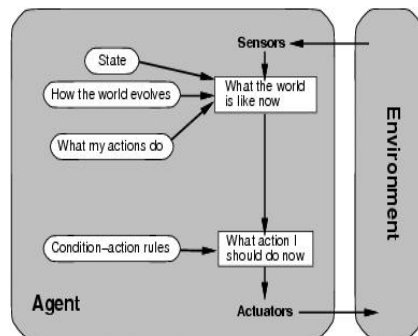 Sensors
State
How the world evolves
What my actions do
What the world
is like now
Condition–action rules
What action I
should do now
Agent
Actuators
Environment